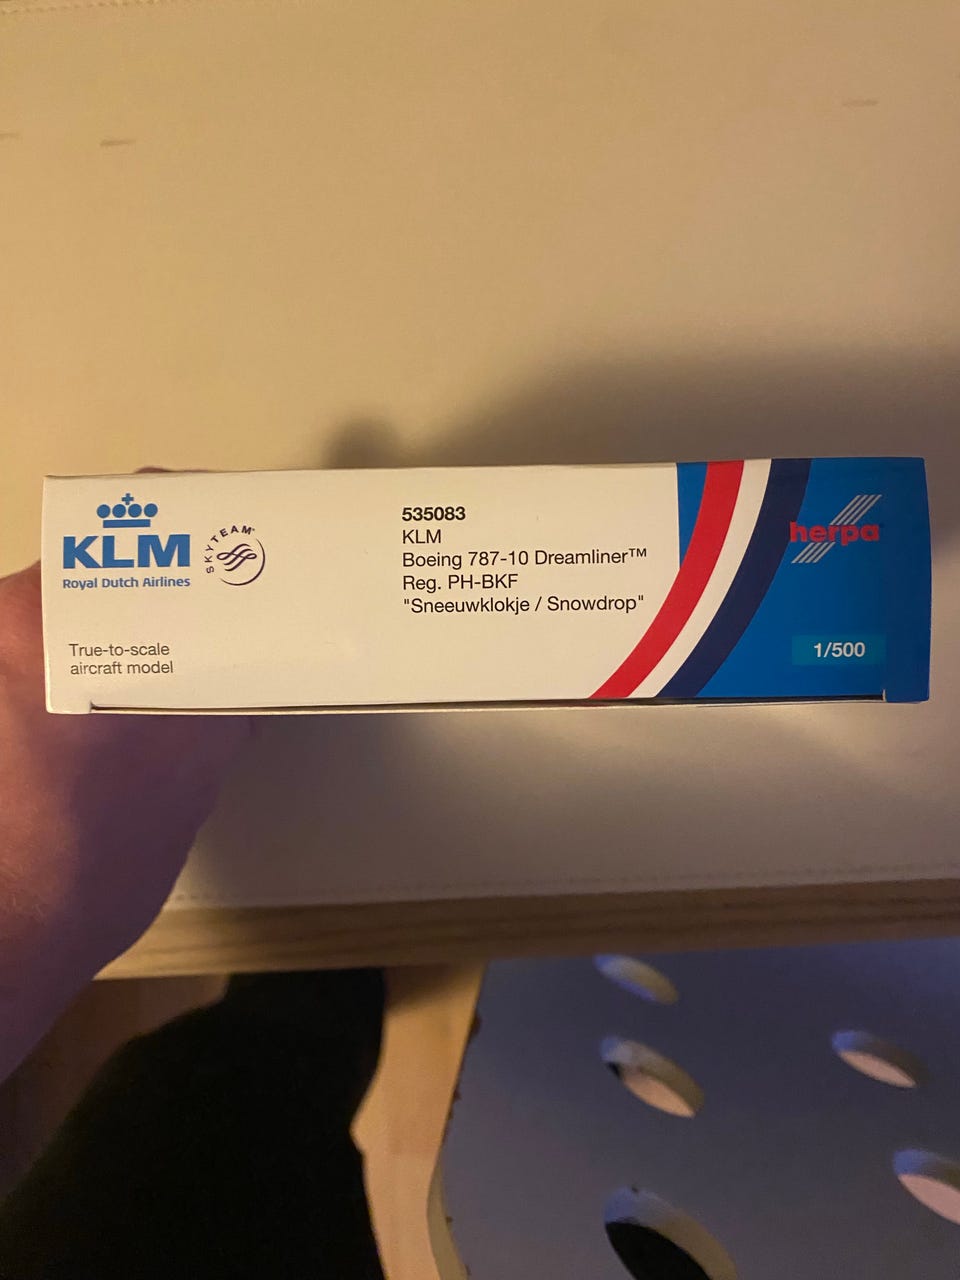 KLM
Royal Dutch Airlines
SKYTEAM
True-to-scale
aircraft model
535083
KLM
Boeing 787-10 Dreamliner™
Reg. PH-BKF
"Sneeuwklokje / Snowdrop"
herpa
1/500